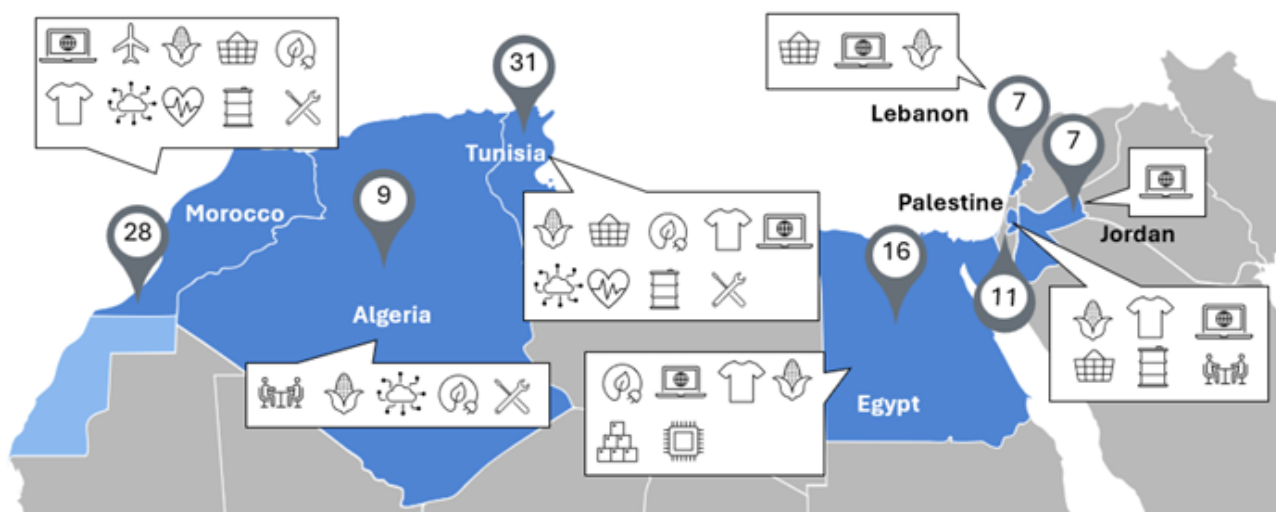 31
7
Lebanon
7
Tunisia
Palestine
Morocco
9
28
Jordan
16
11
Algeria
Egypt